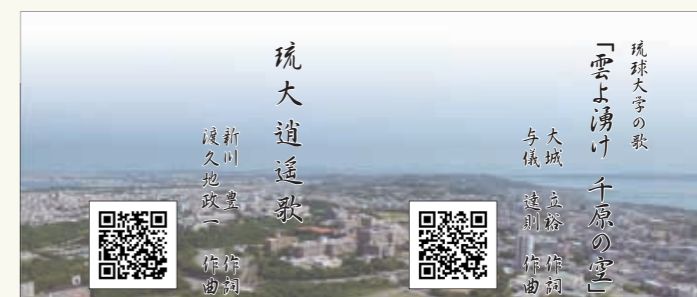 琉球大学の歌
「雲よ湧け 千原の空」
大城 立裕 作詞
与儀 達則 作曲
琉大逍遥歌
新川 豊 作詞
渡久地政一 作曲